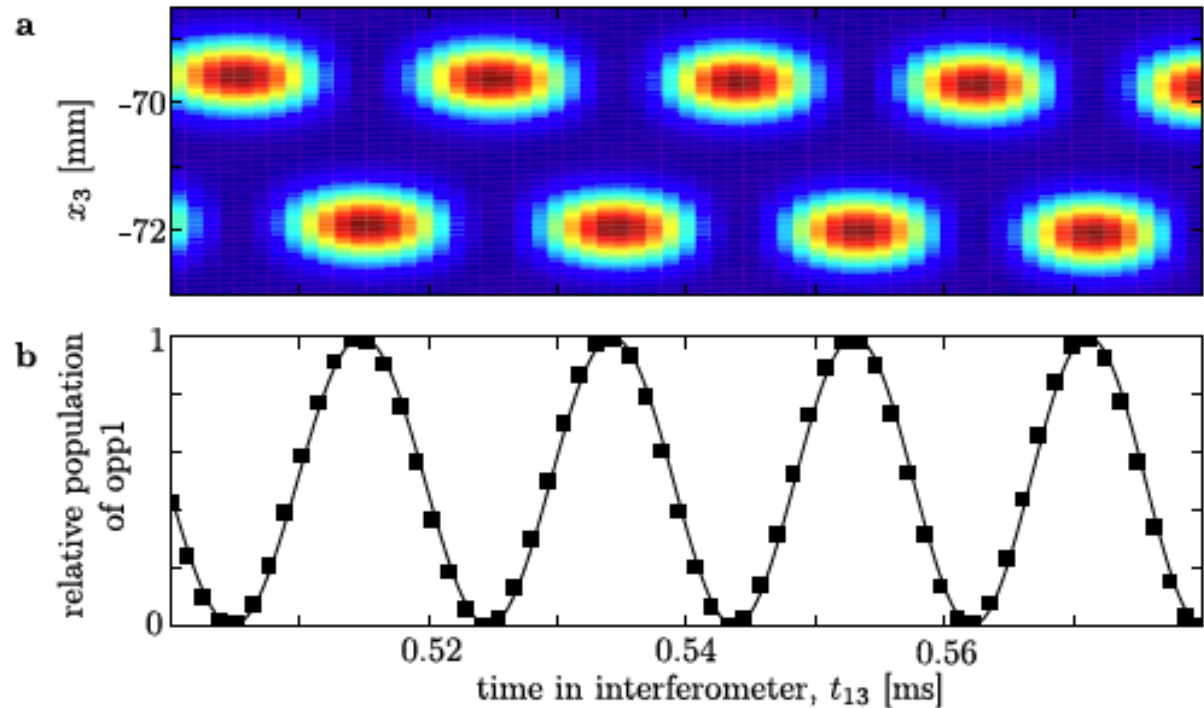 a
x₃ [mm]
–70
–72
b
relative population
of opp1
1
0
0.52
0.54
0.56
time in interferometer, t₁₃ [ms]